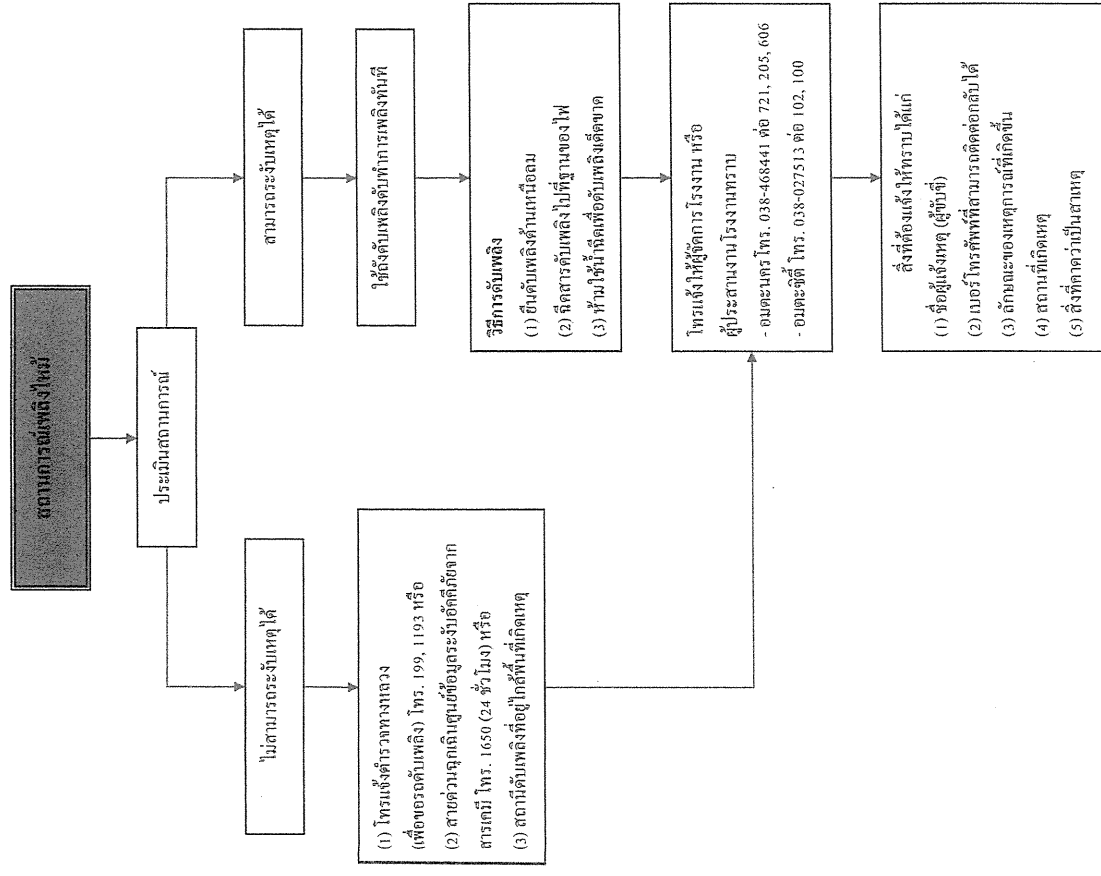 สถานการณ์เพลิงไหม้
ประเมินสถานการณ์
ไม่สามารถระงับเหตุได้
(1) โทรแจ้งตำรวจทางหลวง
(เพื่อขอรถดับเพลิง) โทร. 199, 1193 หรือ
(2) สายด่วนฉุกเฉินศูนย์ข้อมูลระงับอัคคีภัยจาก
สารเคมี โทร. 1650 (24 ชั่วโมง) หรือ
(3) สถานีดับเพลิงที่อยู่ใกล้พื้นที่เกิดเหตุ
สามารถระงับเหตุได้
ใช้ถังดับเพลิงดับทำการเพลิงทันที
วิธีการดับเพลิง
(1) ยืนดับเพลิงด้านเหนือลม
(2) ฉีดสารดับเพลิงไปที่ฐานของไฟ
(3) ห้ามใช้น้ำฉีดเพื่อดับเพลิงเด็ดขาด
โทรแจ้งให้ผู้จัดการโรงงาน หรือ
ผู้ประสานงานโรงงานทราบ
- อมตะนคร โทร. 038-468441 ต่อ 721, 205, 606
- อมตะซิตี้ โทร. 038-027513 ต่อ 102, 100
สิ่งที่ต้องแจ้งให้ทราบได้แก่
(1) ชื่อผู้แจ้งเหตุ (ผู้ขับขี่)
(2) เบอร์โทรศัพท์ที่สามารถติดต่อกลับได้
(3) ลักษณะของเหตุการณ์ที่เกิดขึ้น
(4) สถานที่เกิดเหตุ
(5) สิ่งที่คาดว่าเป็นสาเหตุ